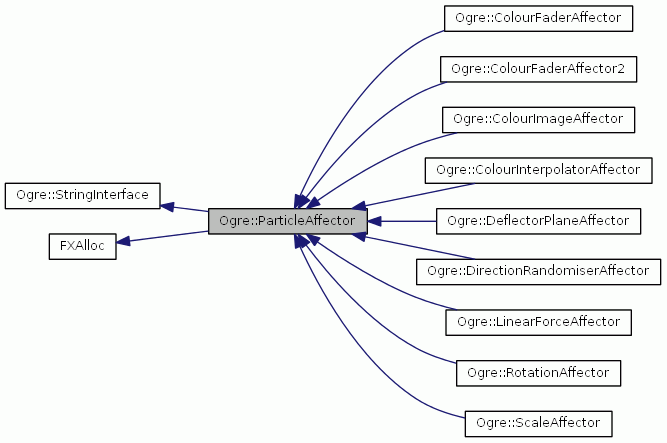 Ogre::ColourFaderAffector
Ogre::ColourFaderAffector2
Ogre::ColourImageAffector
Ogre::ColourInterpolatorAffector
Ogre::StringInterface
Ogre::ParticleAffector
Ogre::DeflectorPlaneAffector
FXAlloc
Ogre::DirectionRandomiserAffector
Ogre::LinearForceAffector
Ogre::RotationAffector
Ogre::ScaleAffector